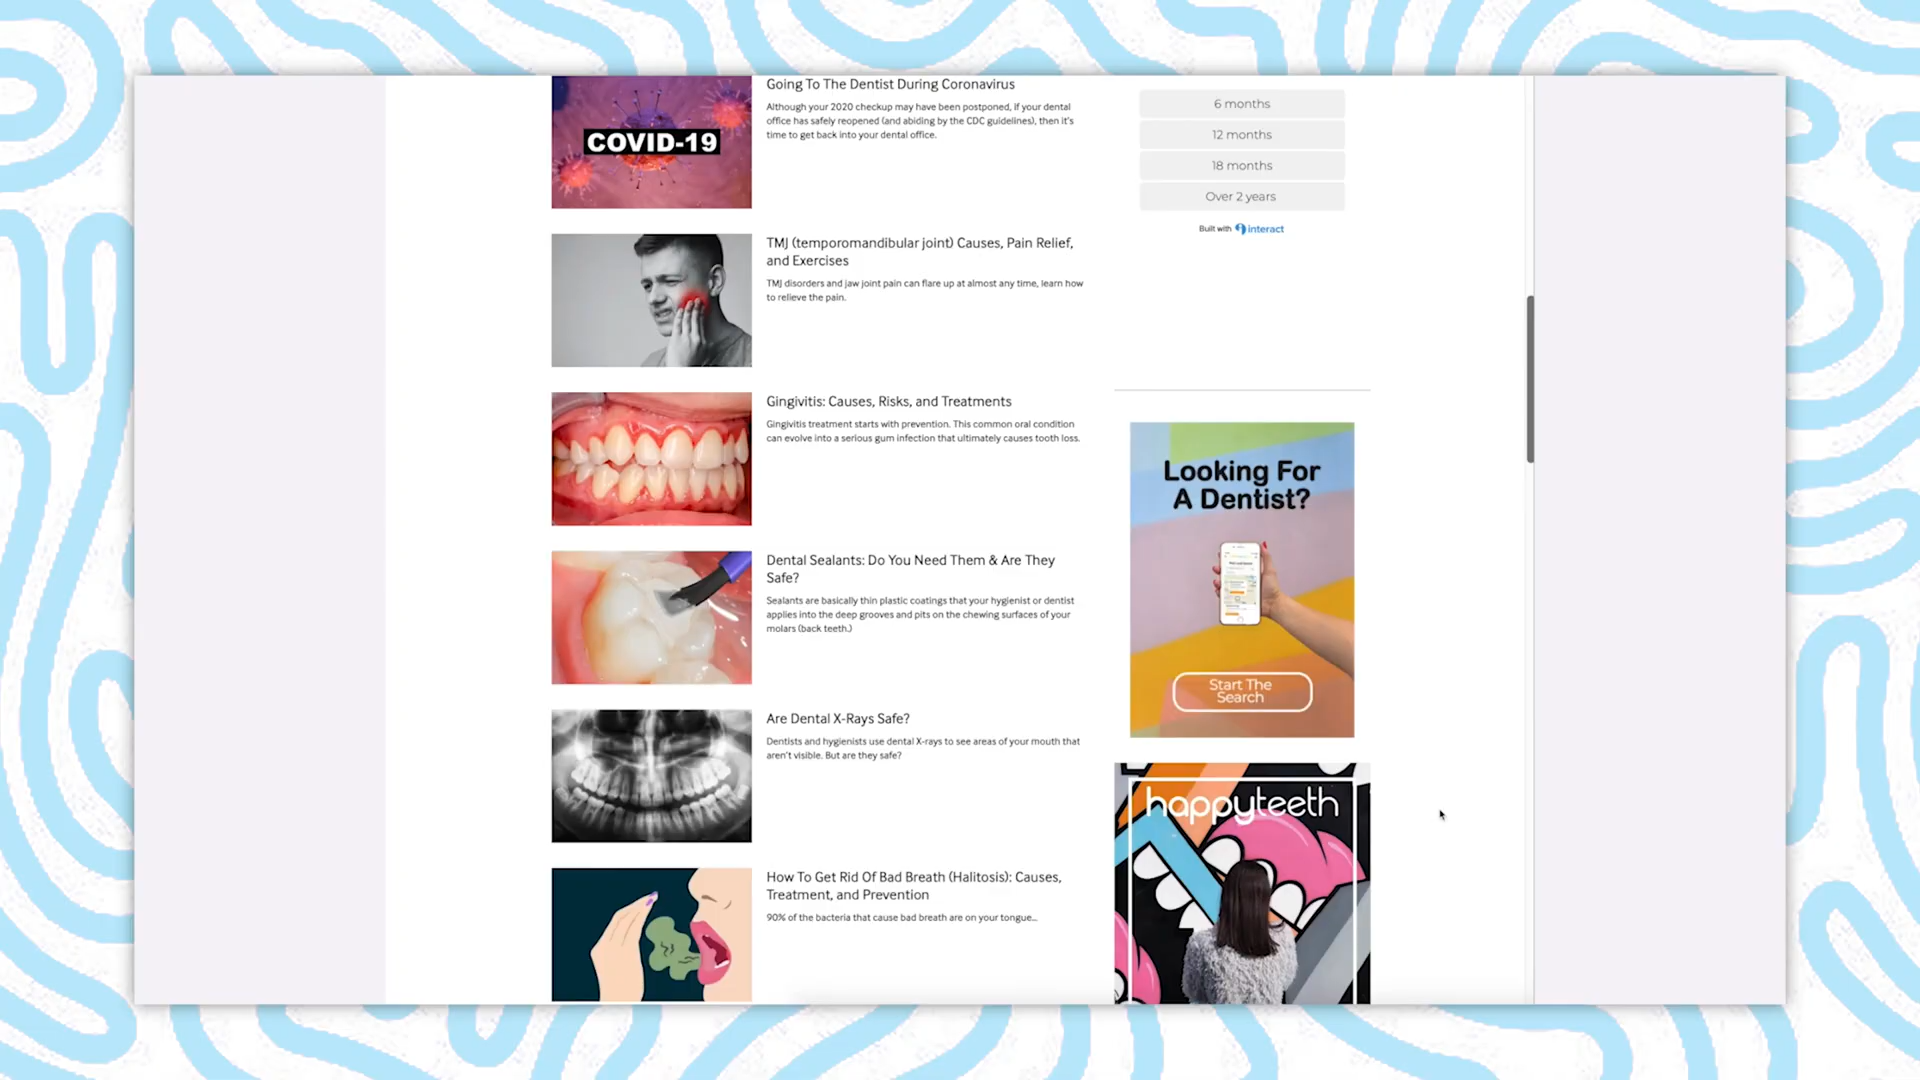 Going To The Dentist During Coronavirus
Although your 2020 checkup may have been postponed, if your dental
office has safely reopened (and abiding by the CDC guidelines), then it's
time to get back into your dental office.
COVID-19
TMJ (temporomandibular joint) Causes, Pain Relief,
and Exercises
TMJ disorders and jaw joint pain can flare up at almost any time, learn how
to relieve the pain.
Gingivitis: Causes, Risks, and Treatments
Gingivitis treatment starts with prevention. This common oral condition
can evolve into a serious gum infection that ultimately causes tooth loss.
Dental Sealants: Do You Need Them & Are They
Safe?
Sealants are basically thin plastic coatings that your hygienist or dentist
applies into the deep grooves and pits on the chewing surfaces of your
molars (back teeth.)
Are Dental X-Rays Safe?
Dentists and hygienists use dental X-rays to see areas of your mouth that
aren't visible. But are they safe?
How To Get Rid Of Bad Breath (Halitosis): Causes,
Treatment, and Prevention
90% of the bacteria that cause bad breath are on your tongue...
6 months
12 months
18 months
Over 2 years
Built with interact
Looking For
A Dentist?
Start The
Search
happyteeth